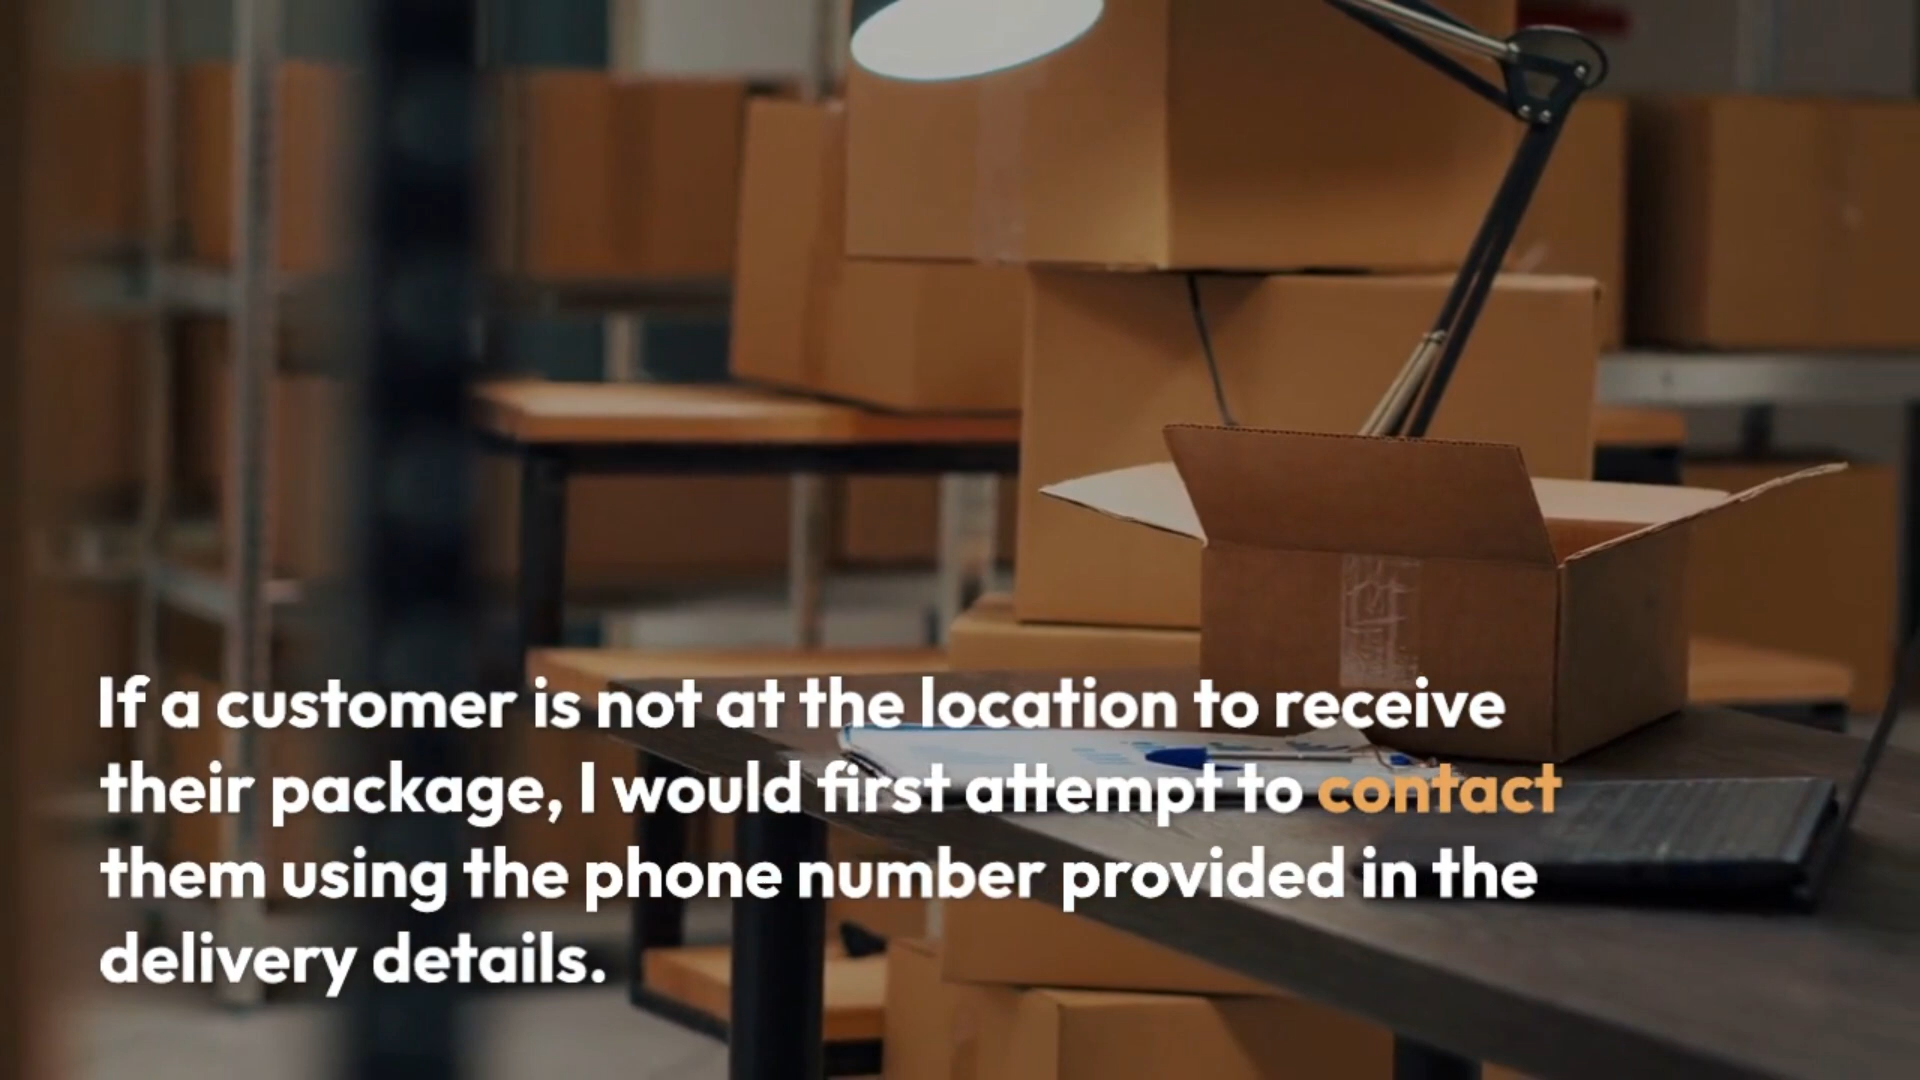 If a customer is not at the location to receive
their package, I would first attempt to contact
them using the phone number provided in the
delivery details.